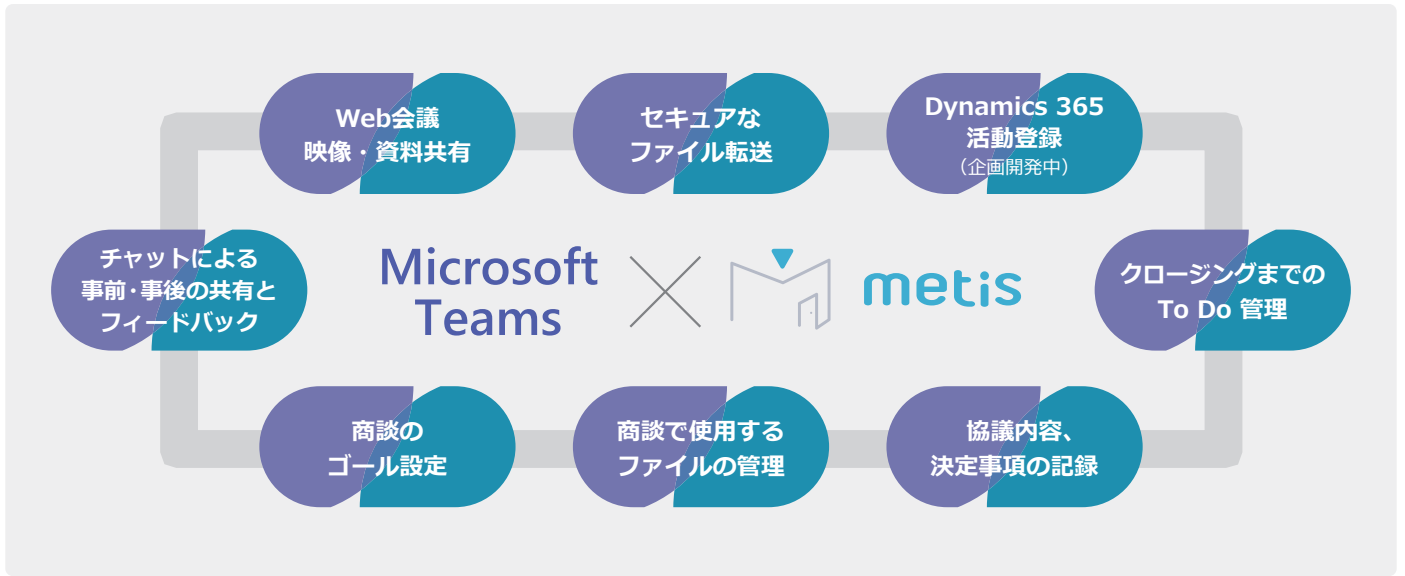 Web会議
映像・資料共有
セキュアな
ファイル転送
Dynamics 365
活動登録
(企画開発中)
チャットによる
事前・事後の共有と
フィードバック
Microsoft
Teams
metis
クロージングまでの
To Do 管理
商談の
ゴール設定
商談で使用する
ファイルの管理
協議内容、
決定事項の記録